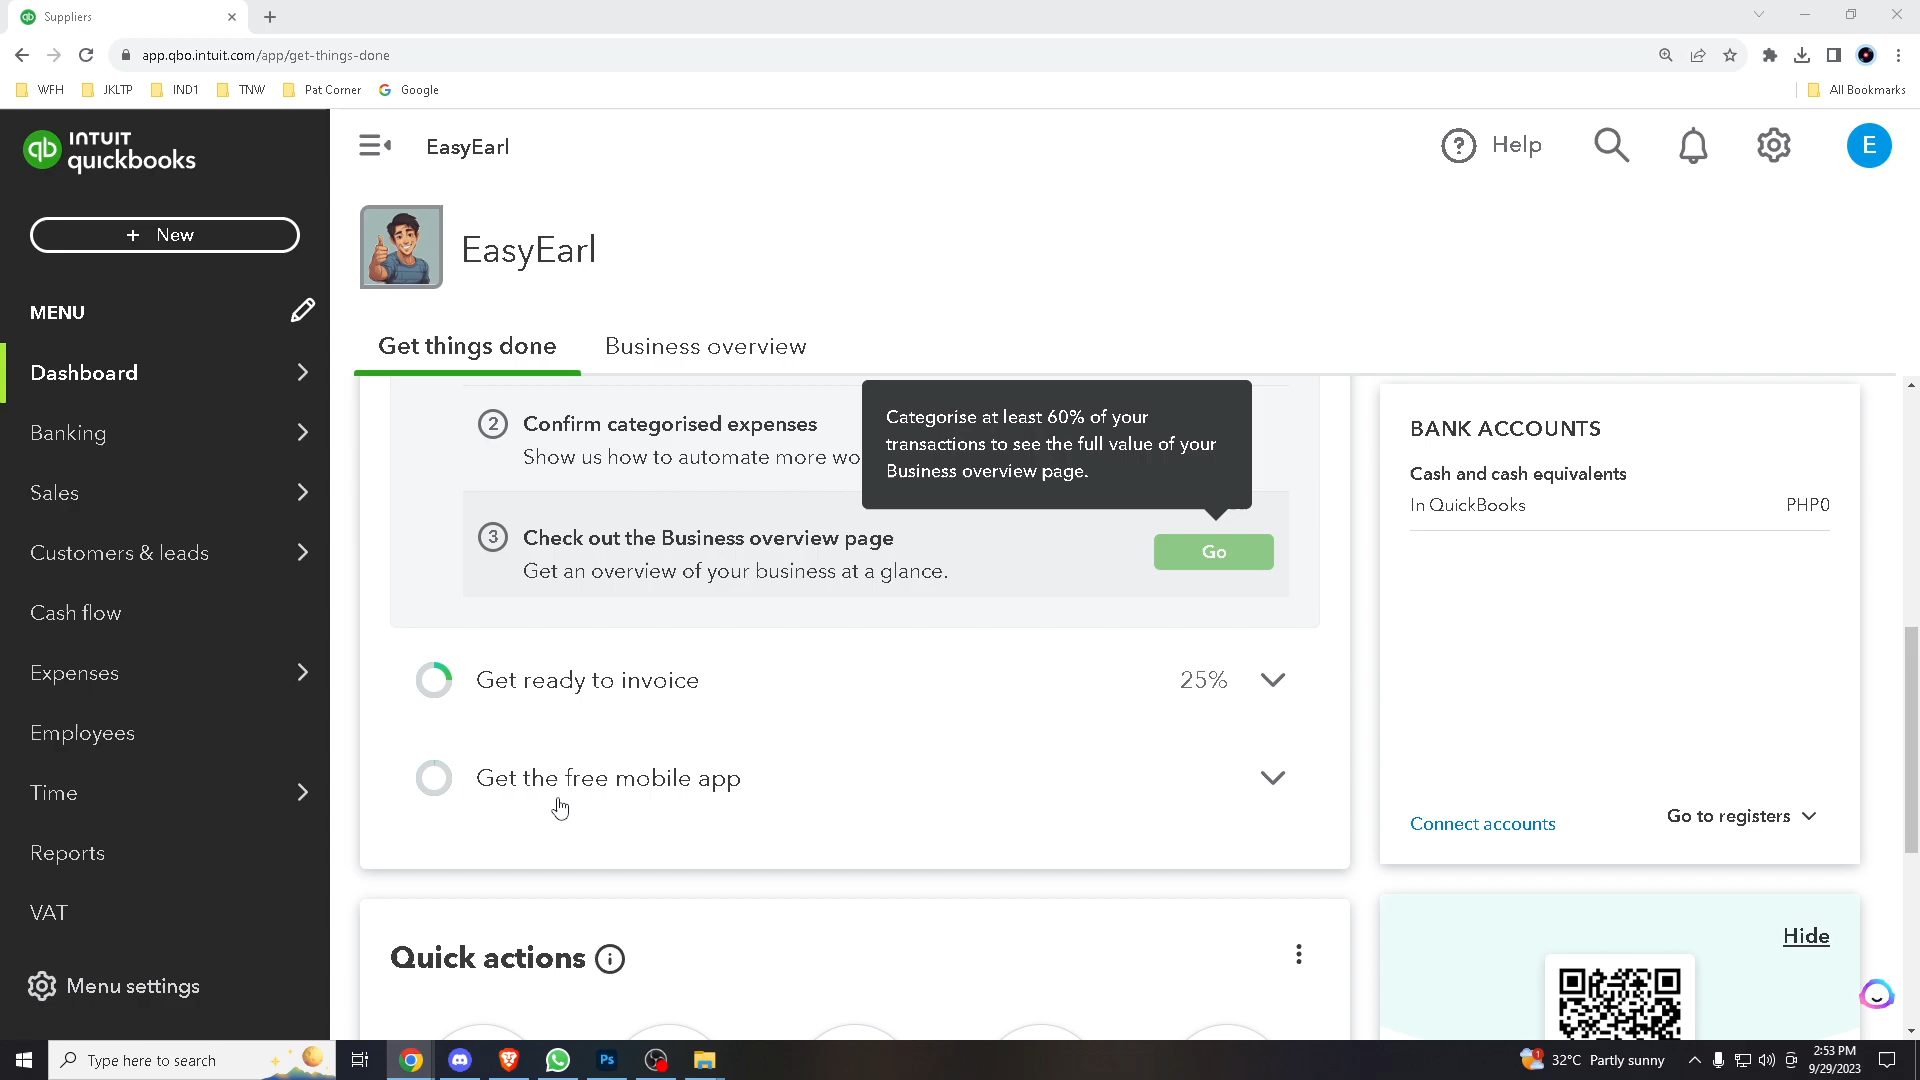 Suppliers
app.qbo.intuit.com/app/get-things-done
WFH
JKLTP
IND1
TNW
Pat Corner
Google
All Bookmarks
qb INTUIT
quickbooks
EasyEarl
? Help
E
+ New
EasyEarl
MENU
Get things done
Business overview
Dashboard
Banking
Sales
Customers & leads
Cash flow
Expenses
Employees
Time
Reports
VAT
Menu settings
2 Confirm categorised expenses
Show us how to automate more wo
Categorise at least 60% of your
transactions to see the full value of your
Business overview page.
3 Check out the Business overview page
Get an overview of your business at a glance.
Go
Get ready to invoice 25%
Get the free mobile app
Quick actions i
BANK ACCOUNTS
Cash and cash equivalents
In QuickBooks PHP0
Connect accounts
Go to registers
Hide
Type here to search
Ps
1
32°C Partly sunny
2:53 PM
9/29/2023